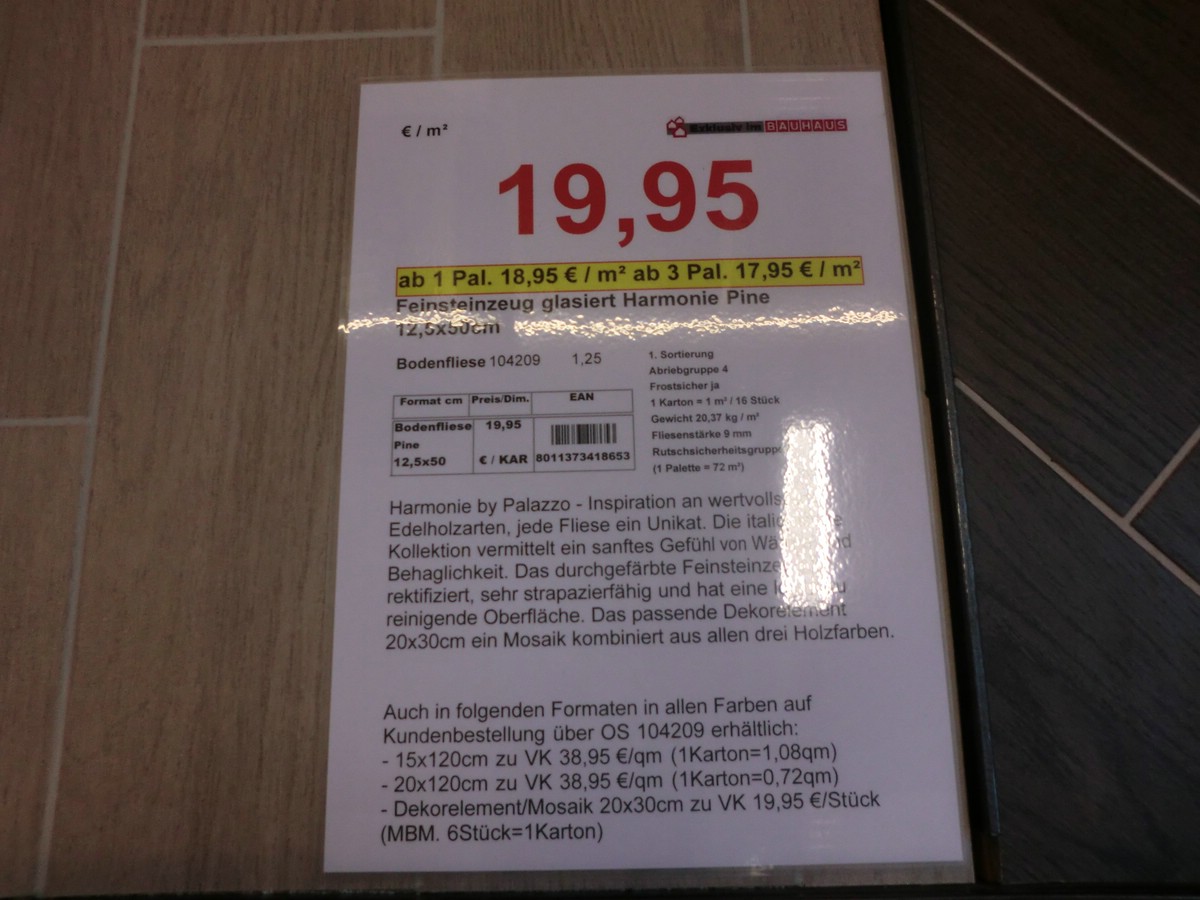 € / m²
Exklusiv im BAUHAUS
19,95
ab 1 Pal. 18,95 € / m² ab 3 Pal. 17,95 € / m²
Feinsteinzeug glasiert Harmonie Pine
12,5x50cm
Bodenfliese 104209 1,25
1. Sortierung
Abriebgruppe 4
Frostsicher ja
1 Karton = 1 m² / 16 Stück
Gewicht 20,37 kg / m²
Fliesenstärke 9 mm
Rutschsicherheitsgruppe
(1 Palette = 72 m²)
Format cm Preis/Dim. EAN
Bodenfliese 19,95
Pine
12,5x50 € / KAR 8011373418653
Harmonie by Palazzo - Inspiration an
Edelholzarten, jede Fliese ein Unikat. Die
Kollektion vermittelt ein sanftes Gefühl von
Behaglichkeit. Das durchgefärbte
rektifiziert, sehr strapazierfähig und hat eine
reinigende Oberfläche. Das passende Dekorelement
20x30cm ein Mosaik kombiniert aus allen drei Holzfarben.
Auch in folgenden Formaten in allen Farben auf
Kundenbestellung über OS 104209 erhältlich:
- 15x120cm zu VK 38,95 €/qm (1Karton=1,08qm)
- 20x120cm zu VK 38,95 €/qm (1Karton=0,72qm)
- Dekorelement/Mosaik 20x30cm zu VK 19,95 €/Stück
(MBM. 6Stück=1Karton)